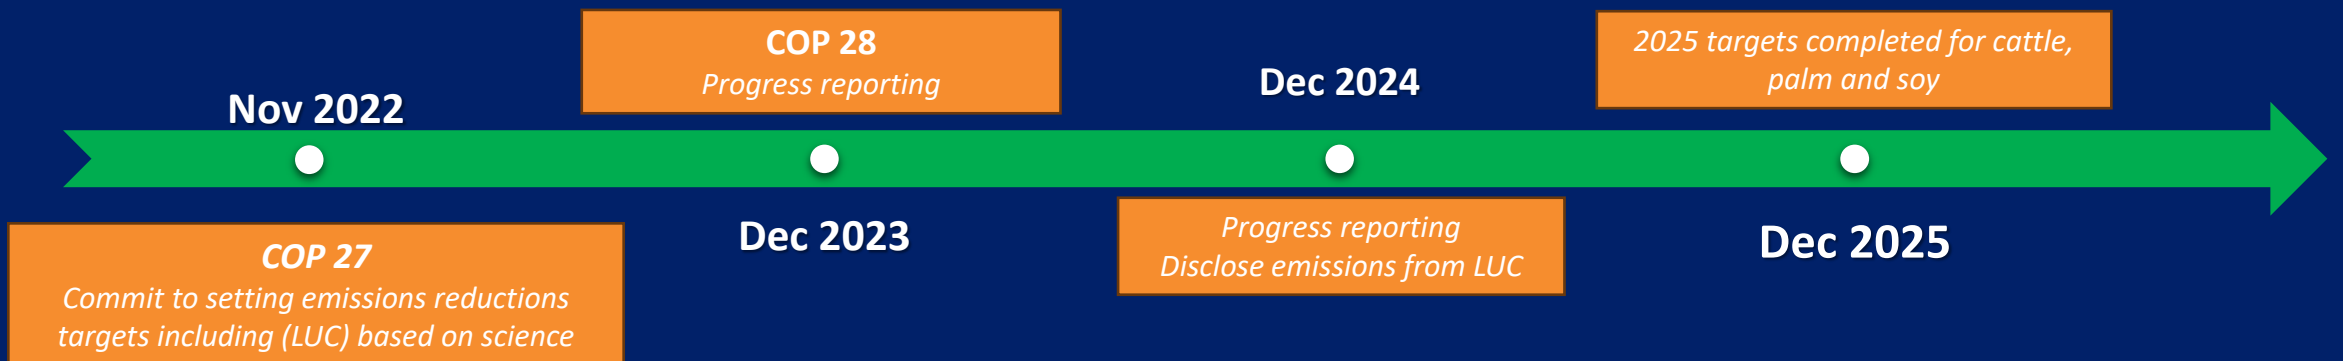 Nov 2022
COP 27
Commit to setting emissions reductions
targets including (LUC) based on science
COP 28
Progress reporting
Dec 2023
Dec 2024
Progress reporting
Disclose emissions from LUC
2025 targets completed for cattle,
palm and soy
Dec 2025